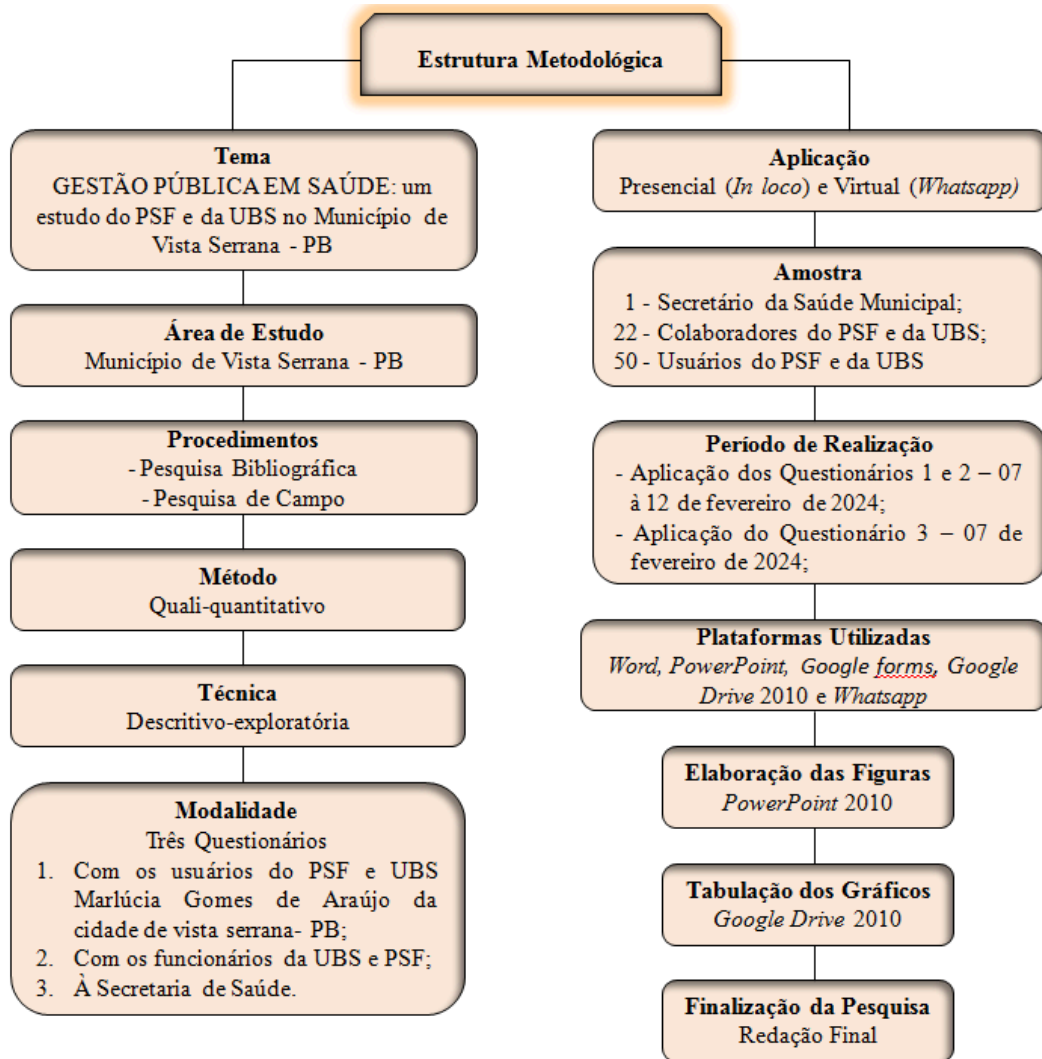 Estrutura Metodológica
Tema
GESTÃO PÚBLICA EM SAÚDE: um
estudo do PSF e da UBS no Município de
Vista Serrana - PB
Área de Estudo
Município de Vista Serrana - PB
Procedimentos
- Pesquisa Bibliográfica
- Pesquisa de Campo
Método
Quali-quantitativo
Técnica
Descritivo-exploratória
Modalidade
Três Questionários
1. Com os usuários do PSF e UBS
Marlúcia Gomes de Araújo da
cidade de vista serrana- PB;
2. Com os funcionários da UBS e PSF;
3. À Secretaria de Saúde.
Aplicação
Presencial (In loco) e Virtual (Whatsapp)
Amostra
1 - Secretário da Saúde Municipal;
22 - Colaboradores do PSF e da UBS;
50 - Usuários do PSF e da UBS
Período de Realização
- Aplicação dos Questionários 1 e 2 – 07
à 12 de fevereiro de 2024;
- Aplicação do Questionário 3 – 07 de
fevereiro de 2024;
Plataformas Utilizadas
Word, PowerPoint, Google forms, Google
Drive 2010 e Whatsapp
Elaboração das Figuras
PowerPoint 2010
Tabulação dos Gráficos
Google Drive 2010
Finalização da Pesquisa
Redação Final